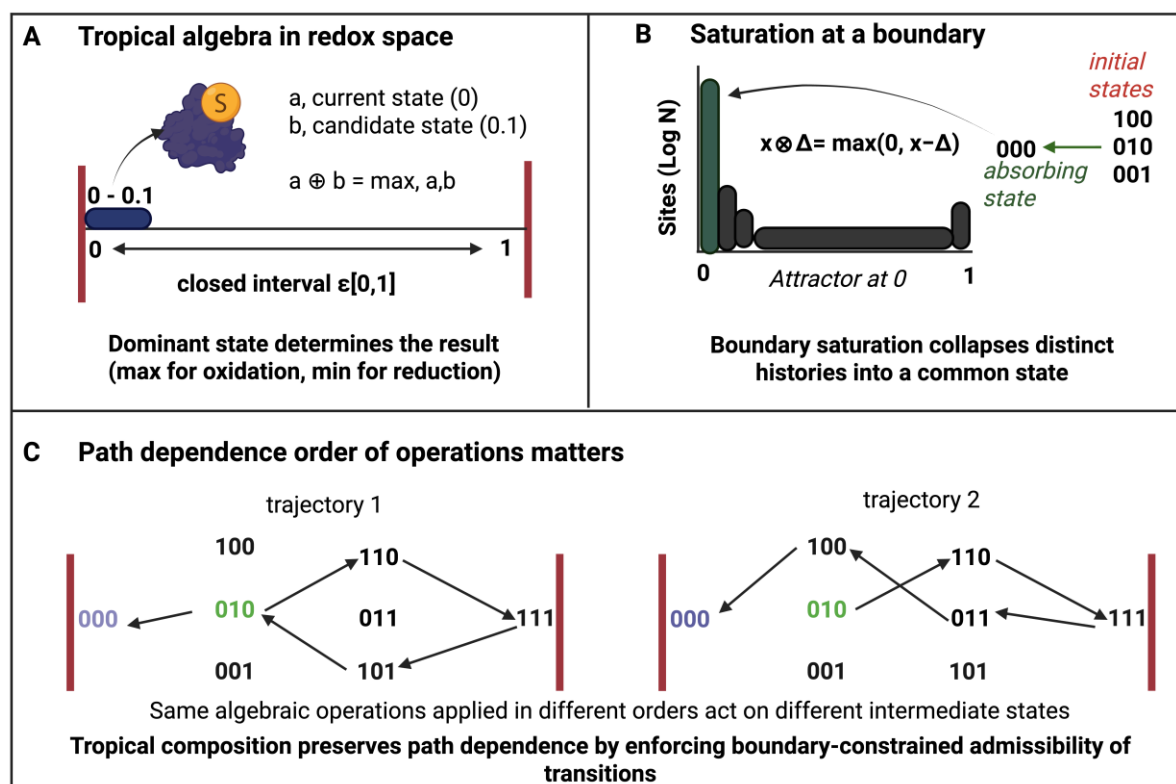 A Tropical algebra in redox space
S
a, current state (0)
b, candidate state (0.1)
a ⊕ b = max, a,b
0 - 0.1
0
1
closed interval ε[0,1]
Dominant state determines the result
(max for oxidation, min for reduction)
B Saturation at a boundary
initial
states
100
010
001
x⊗Δ= max(0, x−Δ)
000
absorbing
state
Sites (Log N)
0
Attractor at 0
1
Boundary saturation collapses distinct
histories into a common state
C Path dependence order of operations matters
trajectory 1
100
110
000
010
011
111
001
101
trajectory 2
100
110
000
010
011
111
001
101
Same algebraic operations applied in different orders act on different intermediate states
Tropical composition preserves path dependence by enforcing boundary-constrained admissibility of
transitions